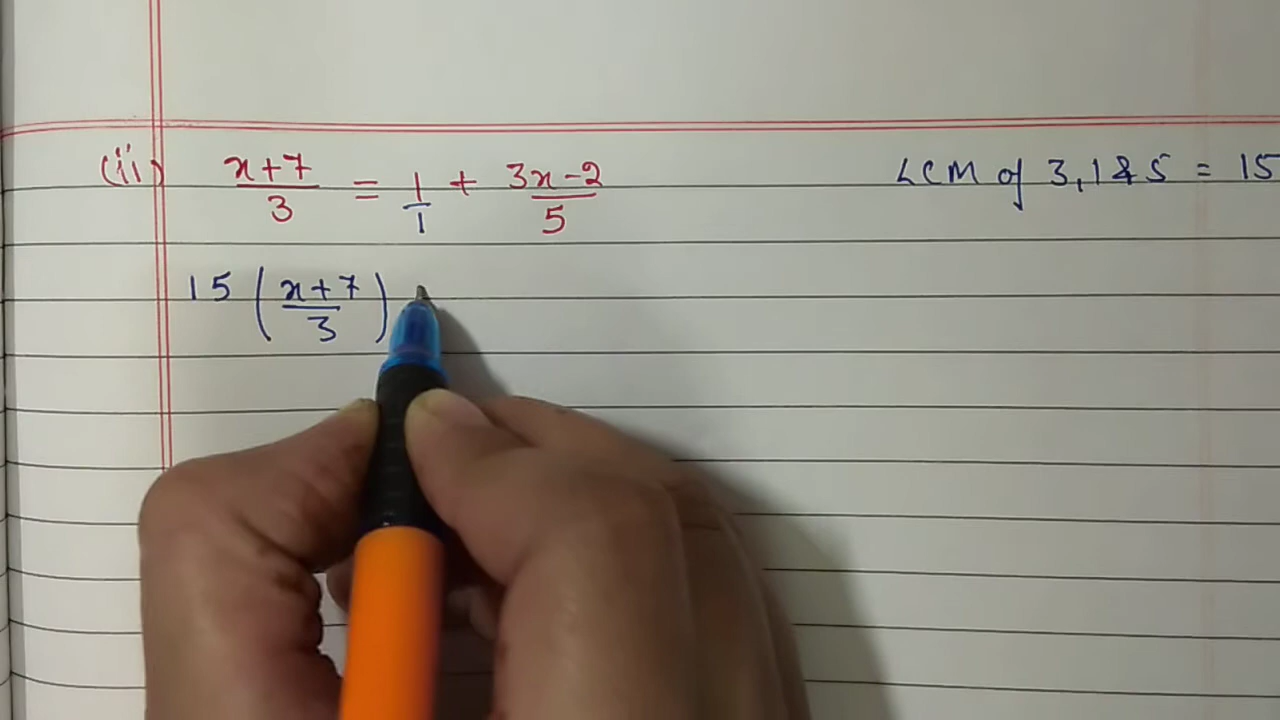 (ii) x+7/3 = 1/1 + 3x-2/5 LCM of 3,1&5 = 15
15 (x+7/3)